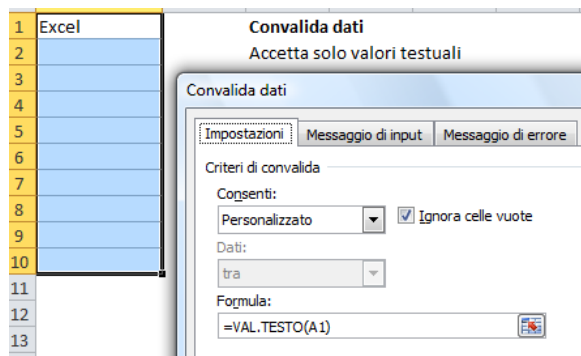 1 Excel Convalida dati
2 Accetta solo valori testuali
3
Convalida dati
4
5 Impostazioni Messaggio di input Messaggio di errore
6 Criteri di convalida
7 Consenti:
8 Personalizzato Ignora celle vuote
9 Dati:
10 tra
11
Formula:
12
=VAL.TESTO(A1)
13